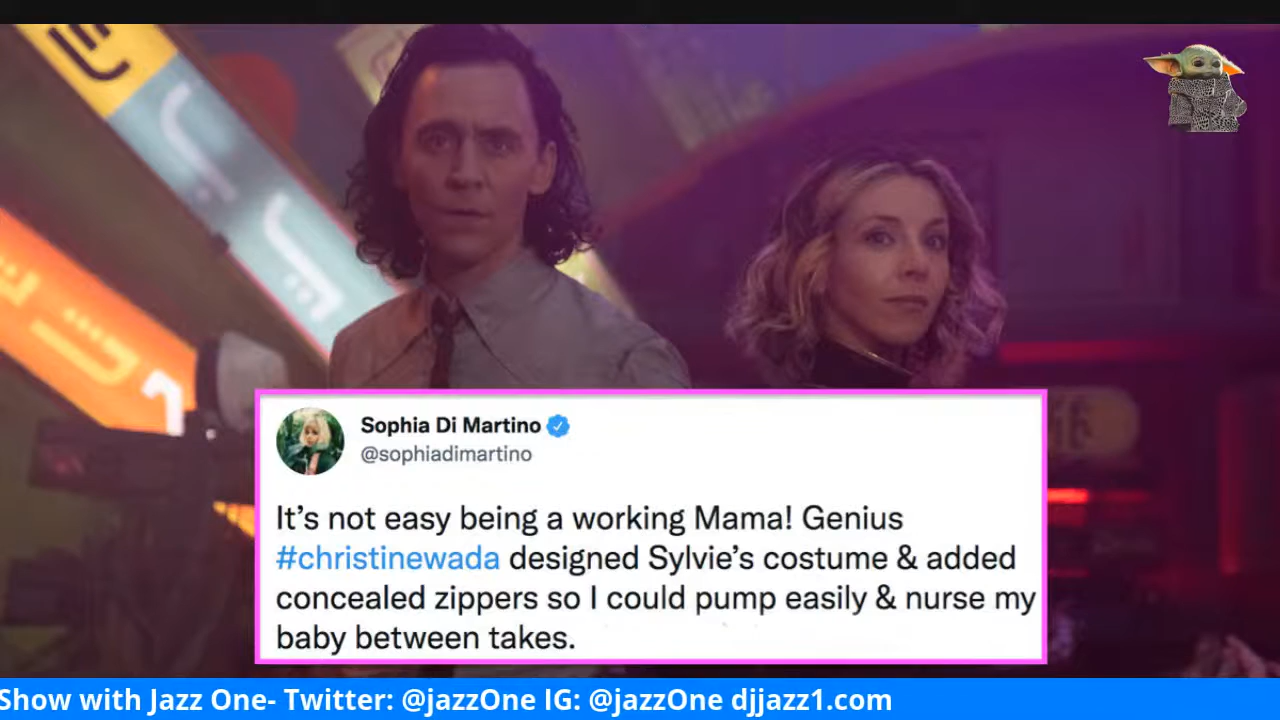 Sophia Di Martino
@sophiadimartino
It’s not easy being a working Mama! Genius
#christinewada designed Sylvie’s costume & added
concealed zippers so I could pump easily & nurse my
baby between takes.
Show with Jazz One- Twitter: @jazzOne IG: @jazzOne djjazz1.com